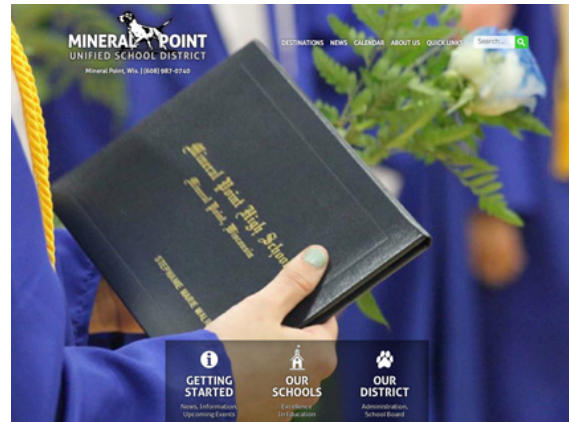 MINERAL POINT
UNIFIED SCHOOL DISTRICT
Mineral Point, Wis. | (608) 987-0740
DESTINATIONS NEWS CALENDAR ABOUT US QUICK LINKS
Search...
Mineral Point High School
Mineral Point, Wisconsin
STEPHANIE MARIE
GETTING
STARTED
News, Information,
Upcoming Events
OUR
SCHOOLS
Excellence
In Education
OUR
DISTRICT
Administration,
School Board